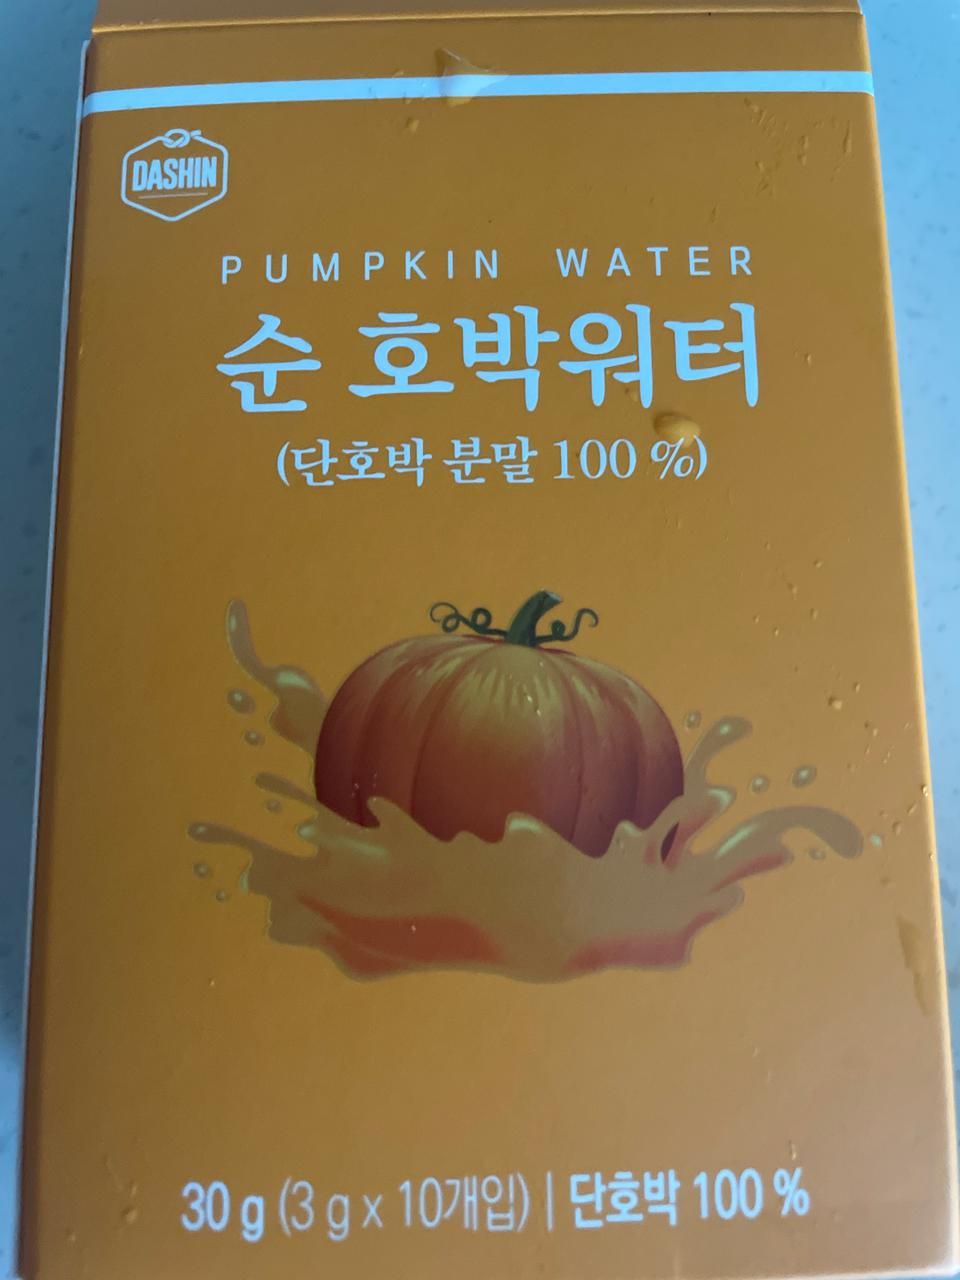 DASHIN
PUMPKIN WATER
순 호박워터
(단호박 분말 100 %)
30 g (3 g x 10개입) | 단호박 100 %